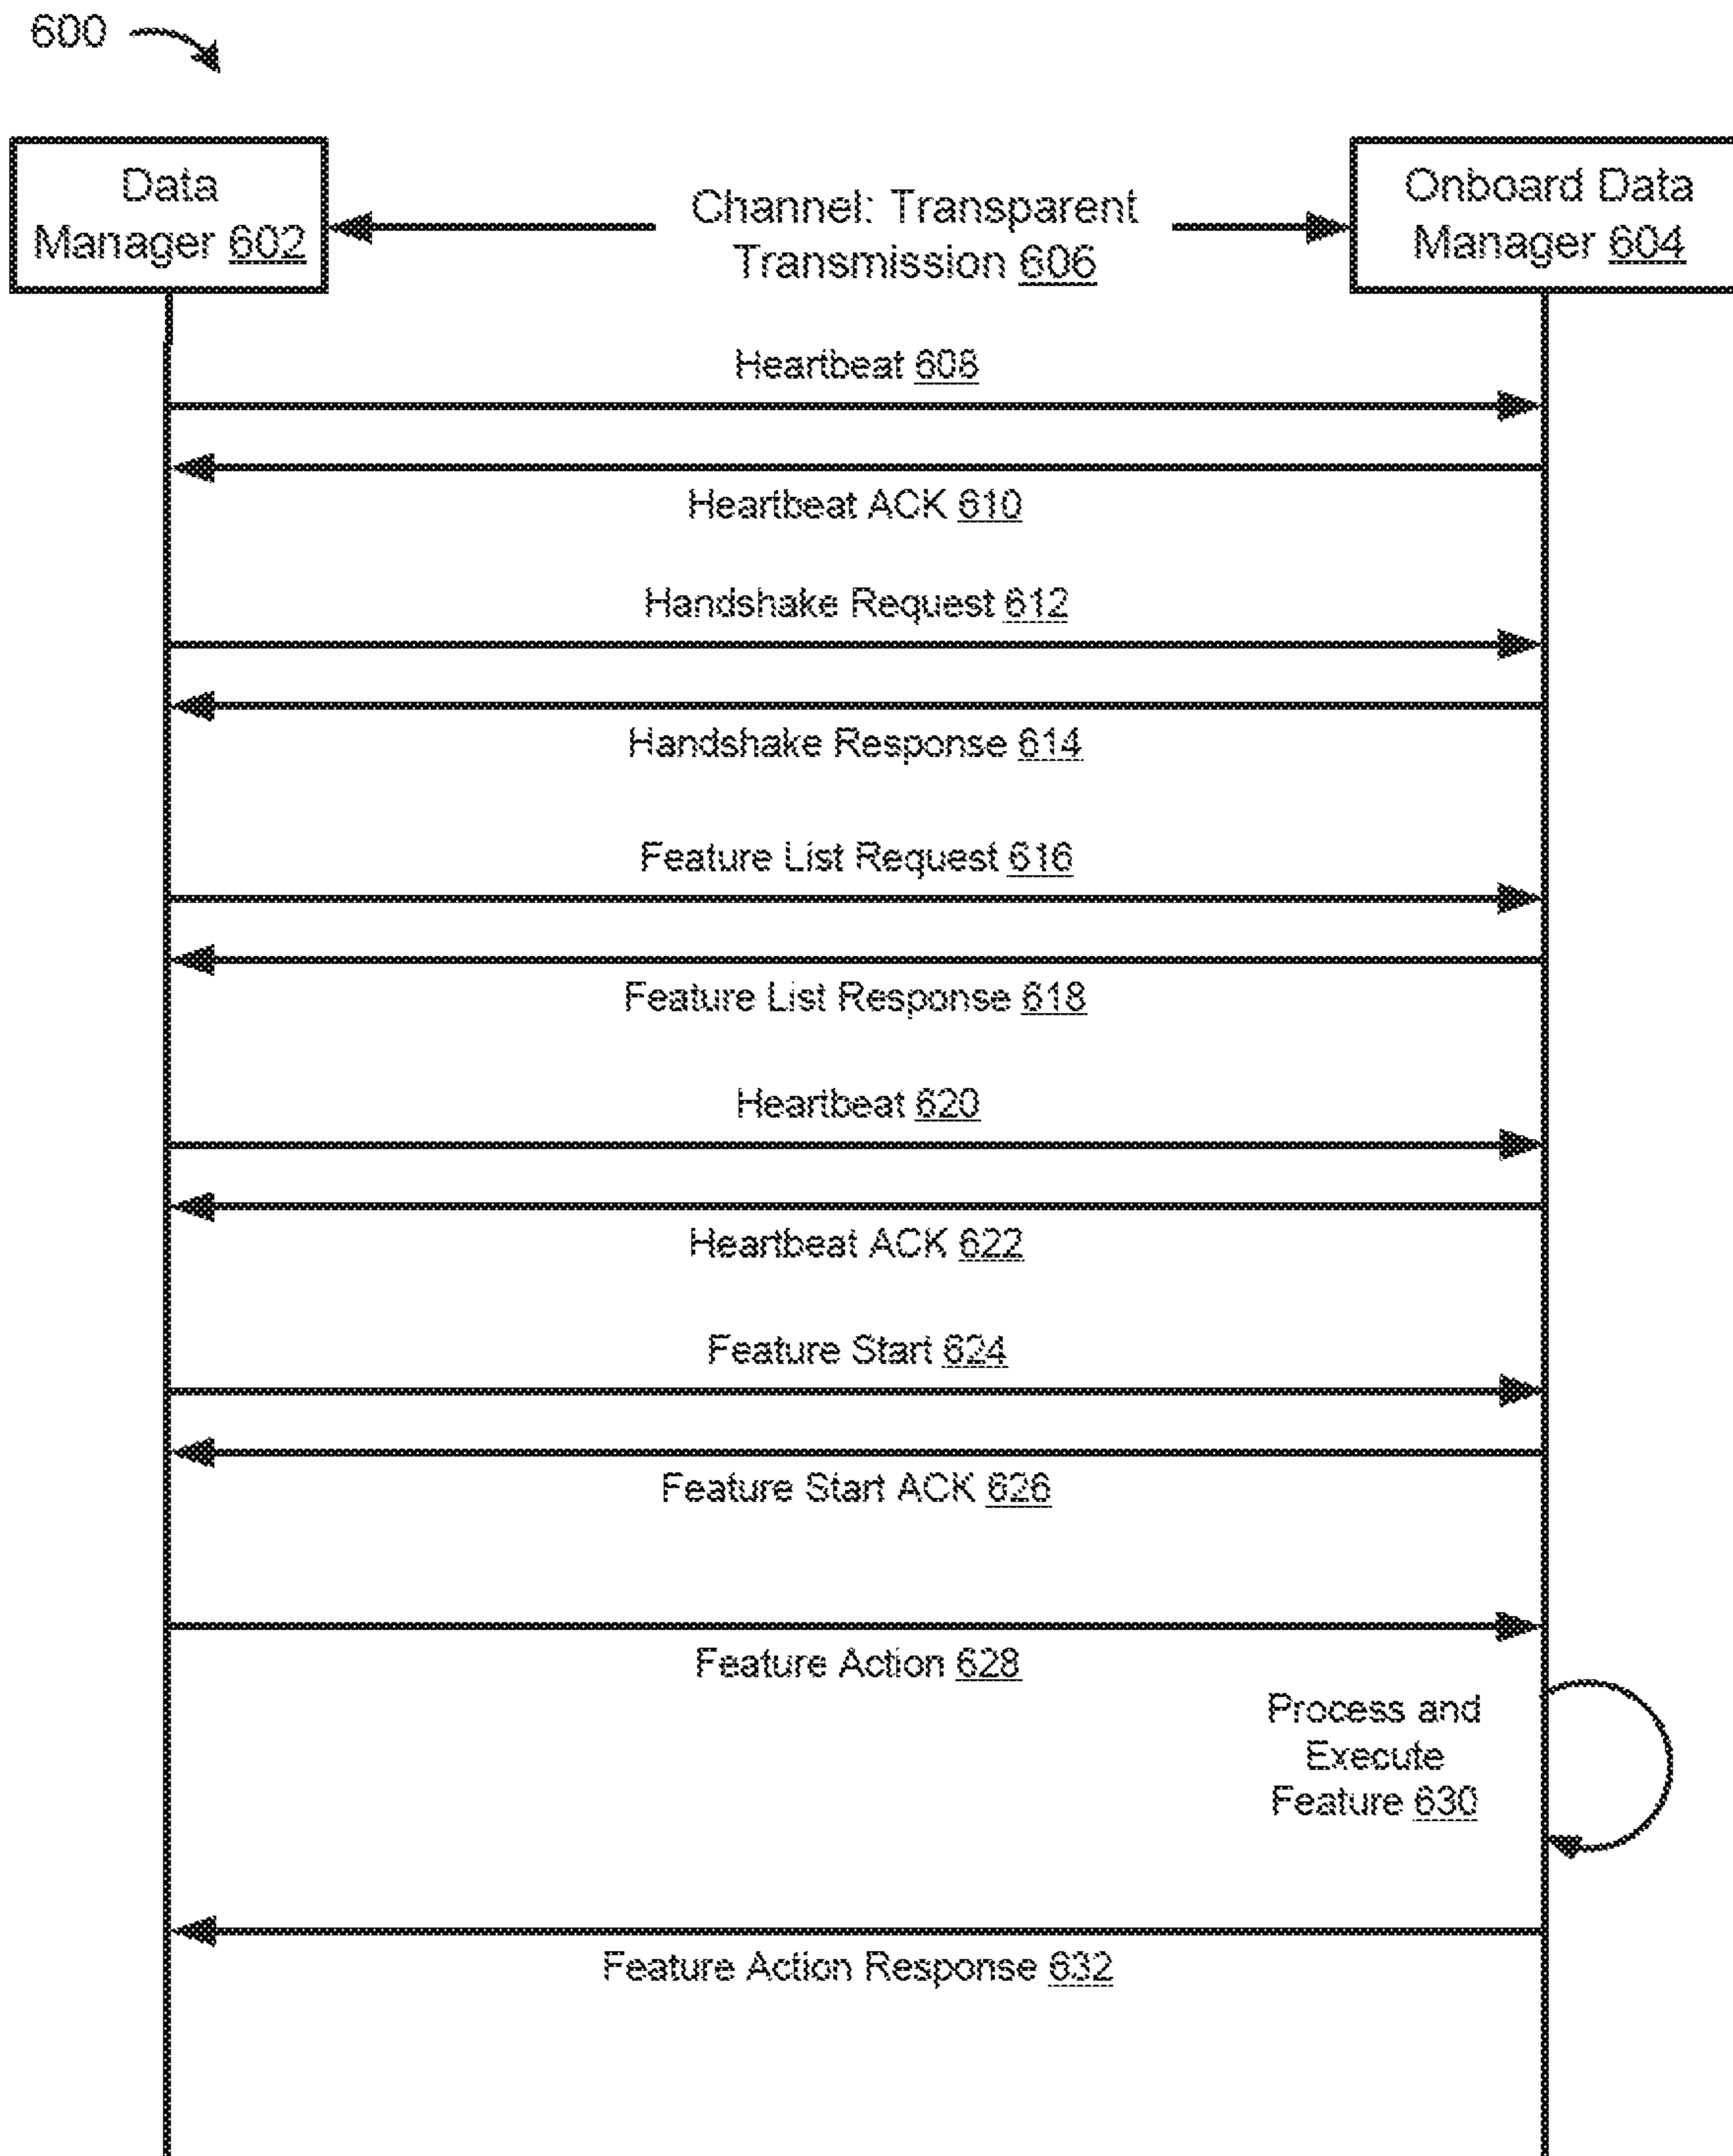 600
Data
Manager 602
Channel: Transparent
Transmission 606
Onboard Data
Manager 604
Heartbeat 608
Heartbeat ACK 610
Handshake Request 612
Handshake Response 614
Feature List Request 616
Feature List Response 618
Heartbeat 620
Heartbeat ACK 622
Feature Start 624
Feature Start ACK 626
Feature Action 628
Process and
Execute
Feature 630
Feature Action Response 632